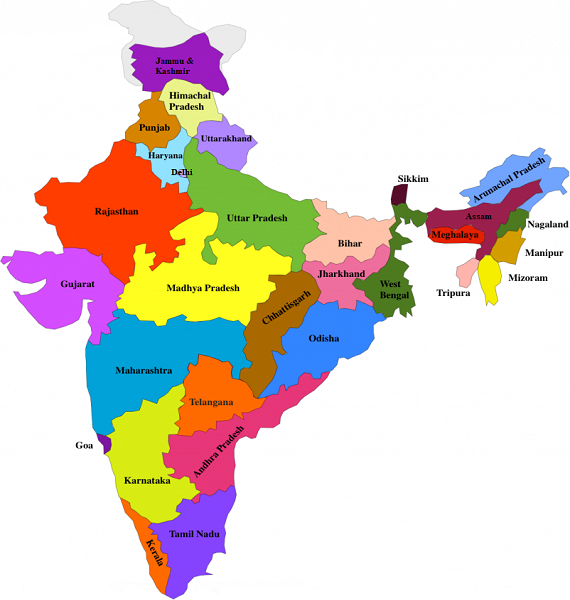 Jammu &
Kashmir
Himachal
Pradesh
Punjab
Uttarakhand
Haryana
Delhi
Sikkim
Arunachal Pradesh
Rajasthan
Uttar Pradesh
Assam
Nagaland
Bihar
Meghalaya
Manipur
Gujarat
Madhya Pradesh
Jharkhand
West
Bengal
Mizoram
Tripura
Chhattisgarh
Odisha
Maharashtra
Telangana
Goa
Andhra Pradesh
Karnataka
Tamil Nadu
Kerala